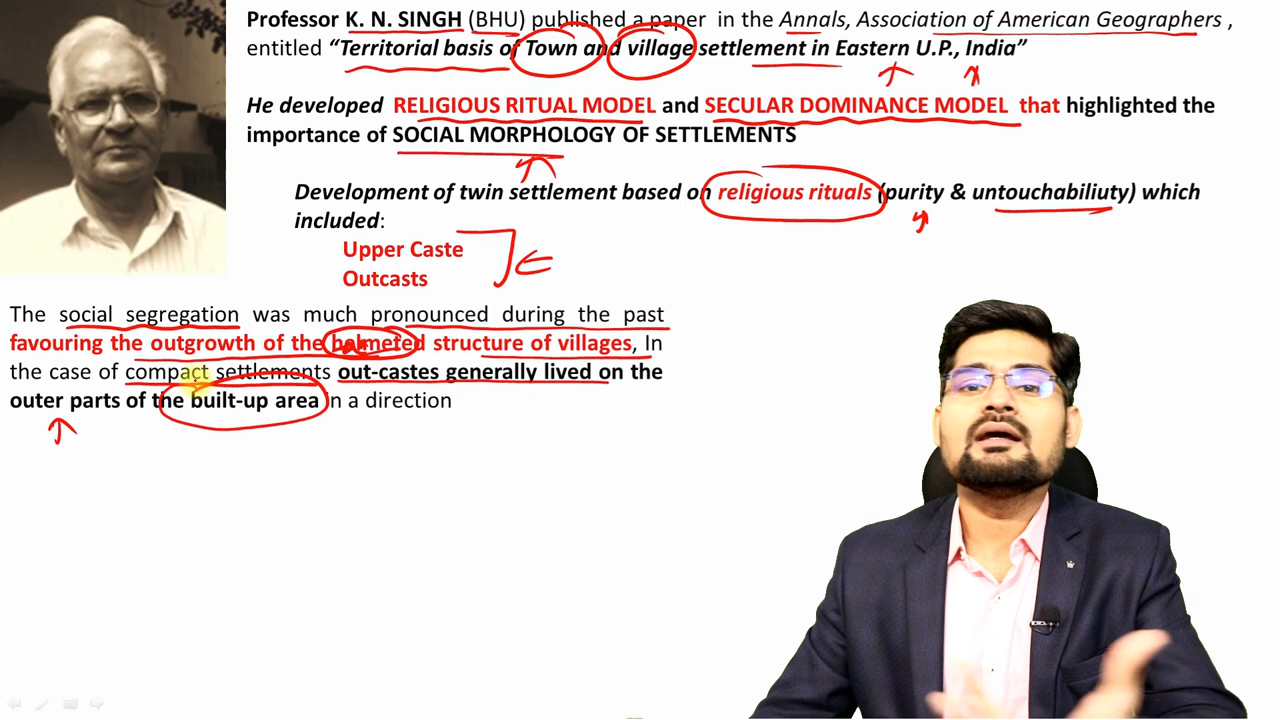 Professor K. N. SINGH (BHU) published a paper in the Annals, Association of American Geographers ,
entitled “Territorial basis of Town and village settlement in Eastern U.P., India”
He developed RELIGIOUS RITUAL MODEL and SECULAR DOMINANCE MODEL that highlighted the
importance of SOCIAL MORPHOLOGY OF SETTLEMENTS
Development of twin settlement based on religious rituals (purity & untouchabiliuty) which
included:
Upper Caste
Outcasts
The social segregation was much pronounced during the past
favouring the outgrowth of the structure of villages, In
the case of compact settlements out-castes generally lived on the
outer parts of the built-up area in a direction